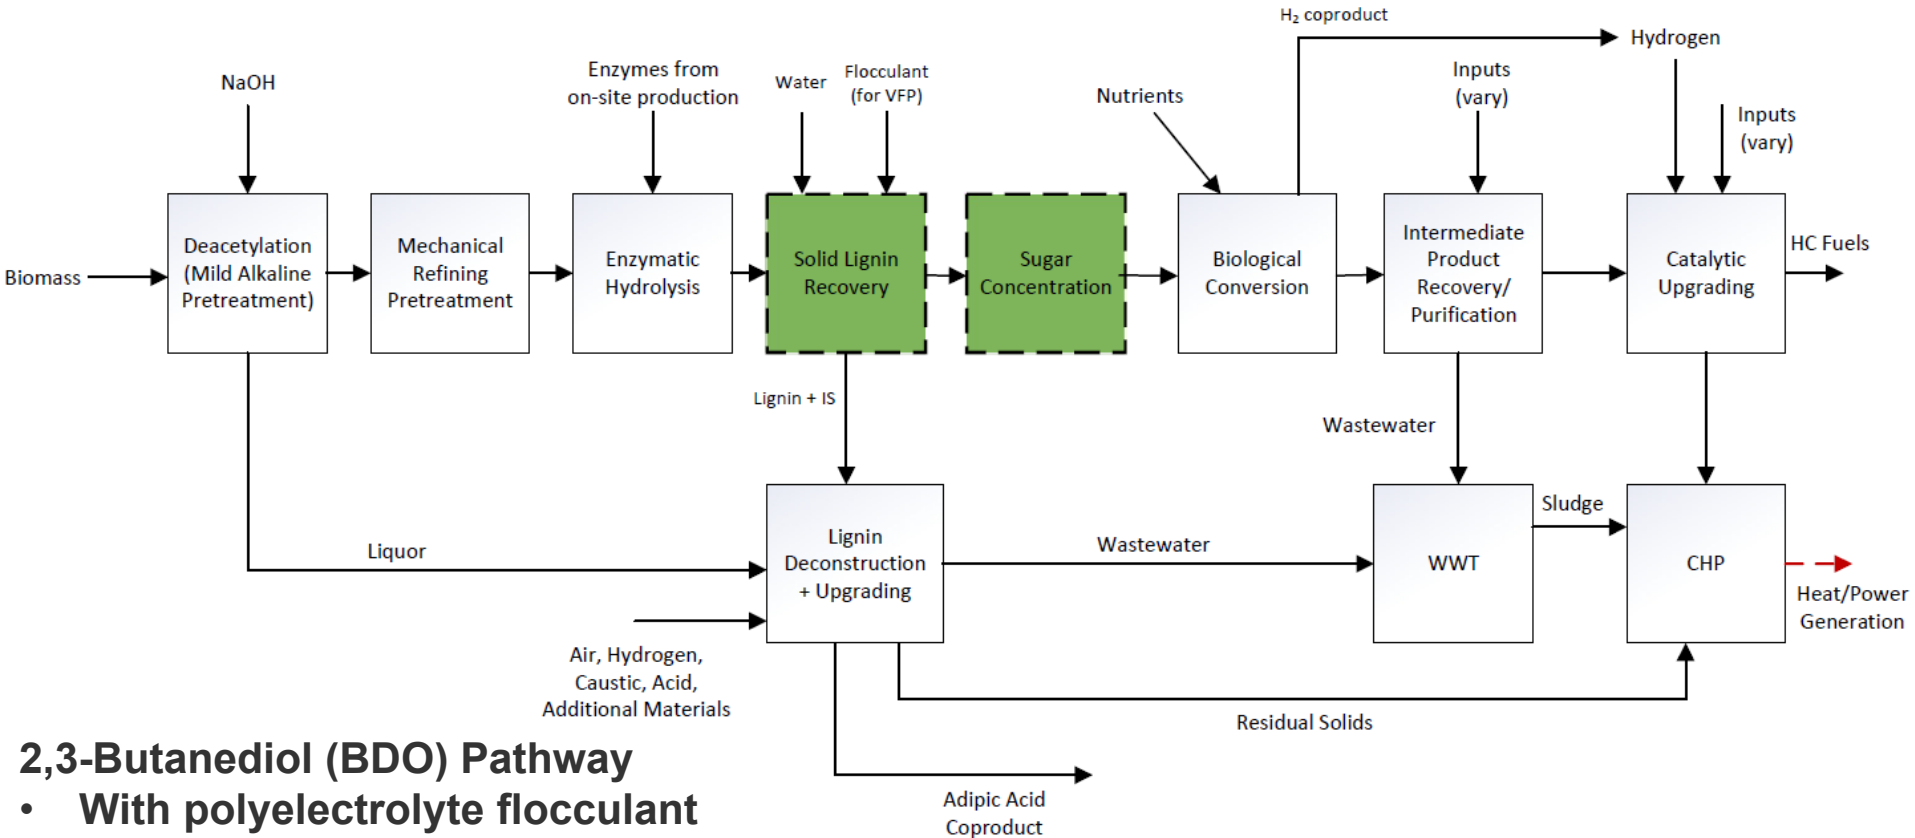 H₂ coproduct
Hydrogen
NaOH
Enzymes from
on-site production
Water
Flocculant
(for VFP)
Nutrients
Inputs
(vary)
Inputs
(vary)
Biomass
Deacetylation
(Mild Alkaline
Pretreatment)
Mechanical
Refining
Pretreatment
Enzymatic
Hydrolysis
Solid Lignin
Recovery
Sugar
Concentration
Biological
Conversion
Intermediate
Product
Recovery/
Purification
Catalytic
Upgrading
HC Fuels
Lignin + IS
Wastewater
Liquor
Lignin
Deconstruction
+ Upgrading
Wastewater
WWT
Sludge
CHP
Heat/Power
Generation
Air, Hydrogen,
Caustic, Acid,
Additional Materials
Residual Solids
Adipic Acid
Coproduct
2,3-Butanediol (BDO) Pathway
• With polyelectrolyte flocculant